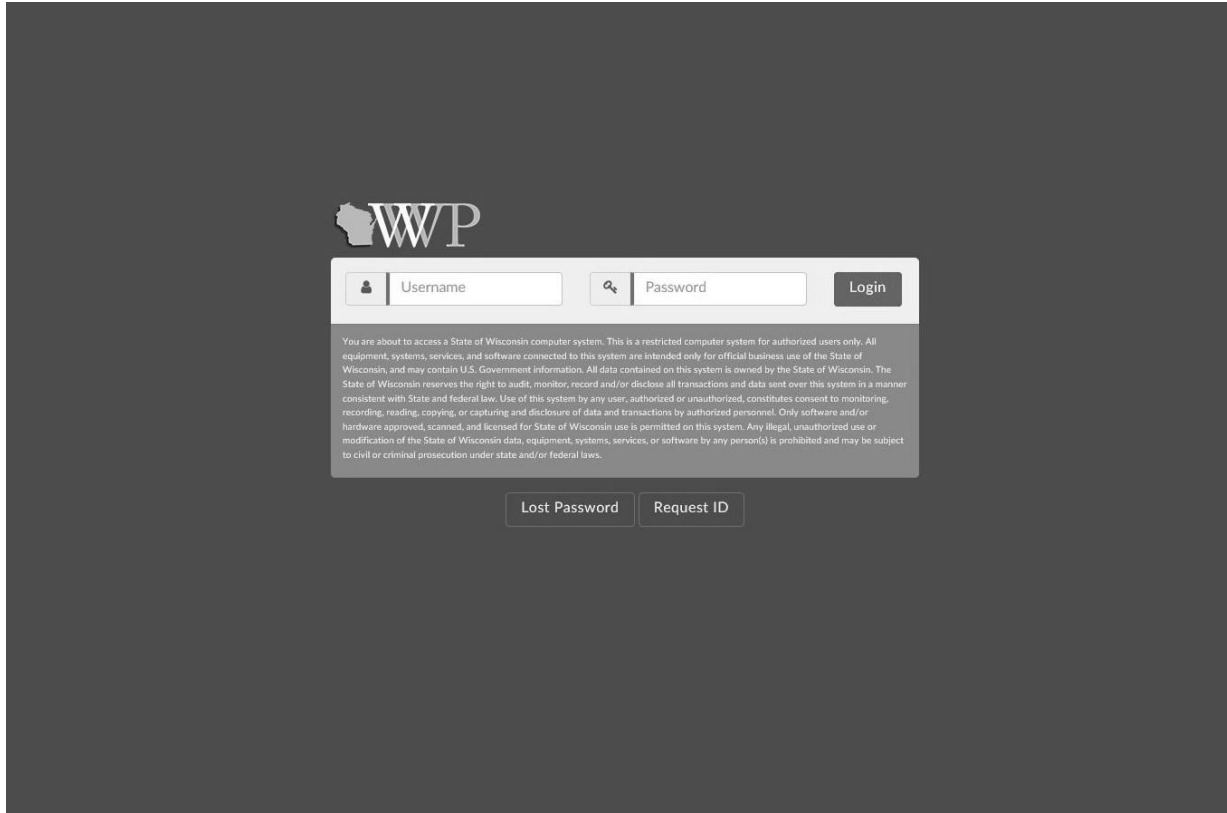 WWP
Username Password Login
You are about to access a State of Wisconsin computer system. This is a restricted computer system for authorized users only. All
equipment, systems, services, and software connected to this system are intended only for official business use of the State of
Wisconsin, and may contain U.S. Government information. All data contained on this system is owned by the State of Wisconsin. The
State of Wisconsin reserves the right to audit, monitor, record and/or disclose all transactions and data sent over this system in a manner
consistent with State and federal law. Use of this system by any user, authorized or unauthorized, constitutes consent to monitoring,
recording, reading, copying, or capturing and disclosure of data and transactions by authorized personnel. Only software and/or
hardware approved, scanned, and licensed for State of Wisconsin use is permitted on this system. Any illegal, unauthorized use or
modification of the State of Wisconsin data, equipment, systems, services, or software by any person(s) is prohibited and may be subject
to civil or criminal prosecution under state and/or federal laws.
Lost Password Request ID